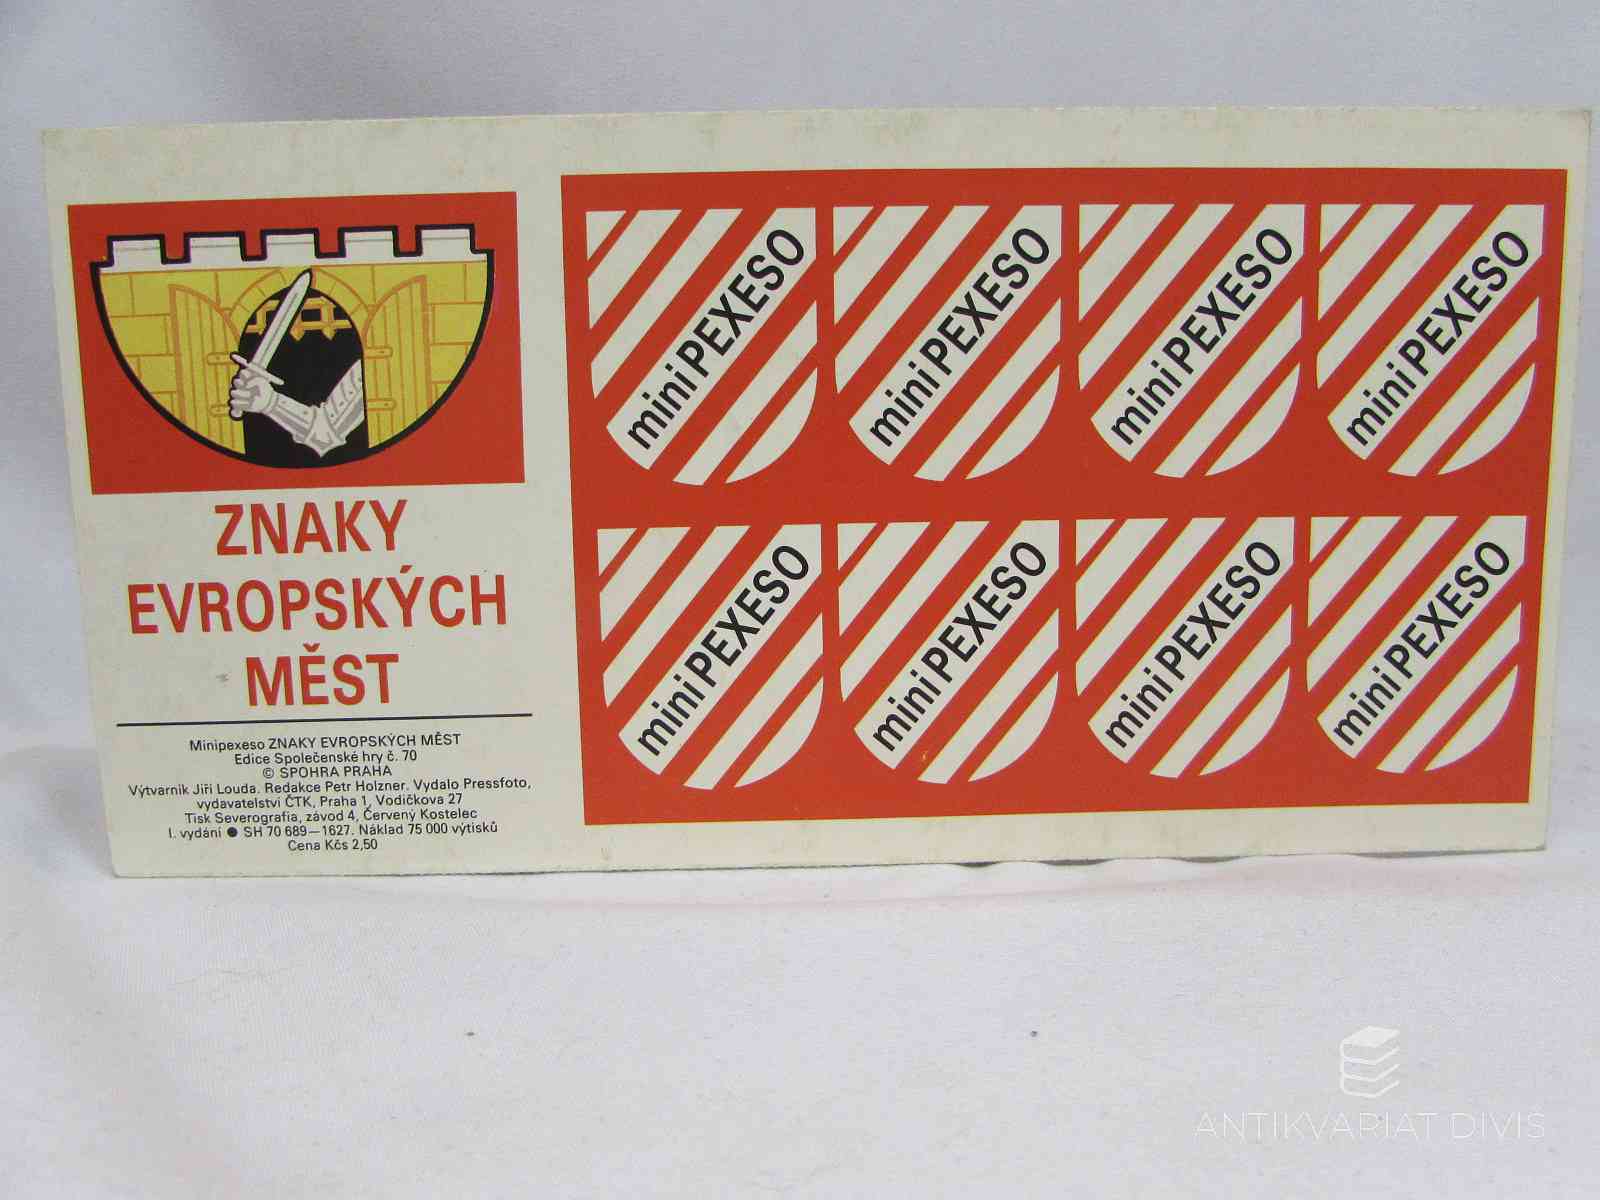 ZNAKY
EVROPSKÝCH
MĚST
Minipexeso ZNAKY EVROPSKÝCH MĚST
Edice Společenské hry č. 70
© SPOHRA PRAHA
Výtvarník Jiří Louda. Redakce Petr Holzner. Vydalo Pressfoto,
vydavatelství ČTK, Praha 1, Vodičkova 27
Tisk Severografia, závod 4, Červený Kostelec
I. vydání ● SH 70 689—1627. Náklad 75 000 výtisků
Cena Kčs 2,50
mini PEXESO
mini PEXESO
mini PEXESO
mini PEXESO
mini PEXESO
mini PEXESO
mini PEXESO
mini PEXESO
ANTIKVARIAT DIVIS